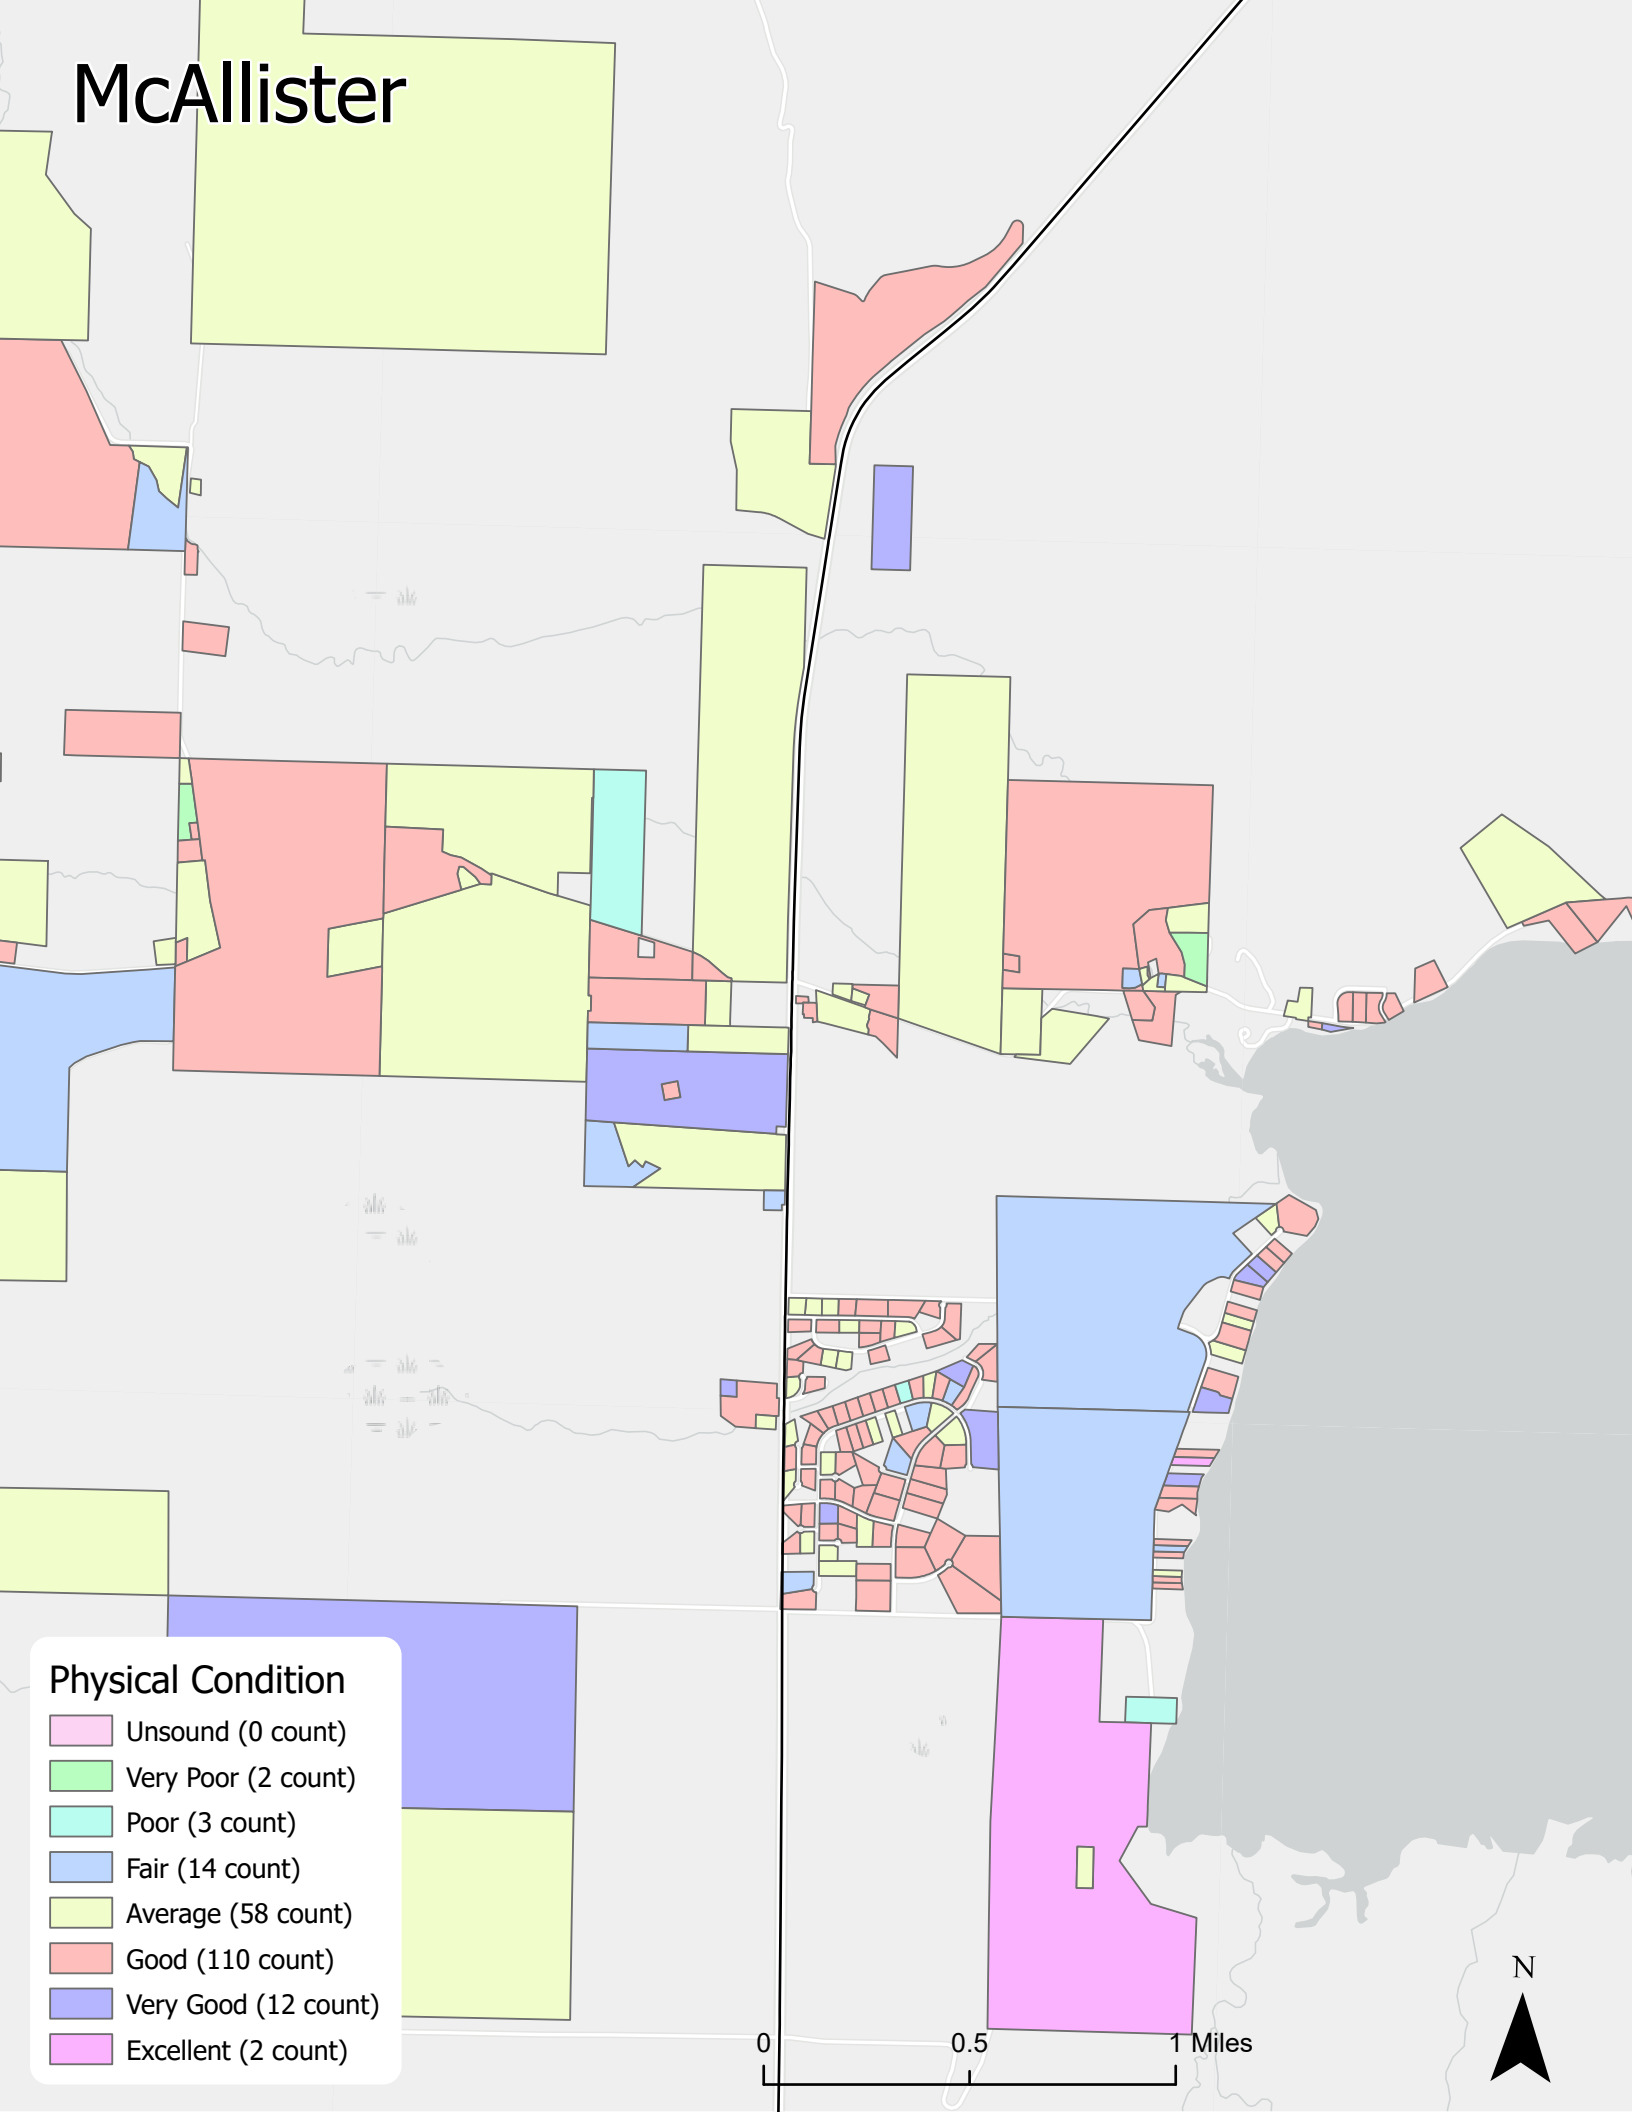 McAllister
Physical Condition
Unsound (0 count)
Very Poor (2 count)
Poor (3 count)
Fair (14 count)
Average (58 count)
Good (110 count)
Very Good (12 count)
Excellent (2 count)
N
0 0.5 1 Miles